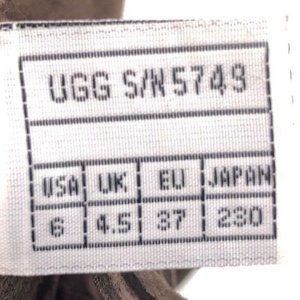 UGG S/N 5749
USA UK EU JAPAN
6 4.5 37 230